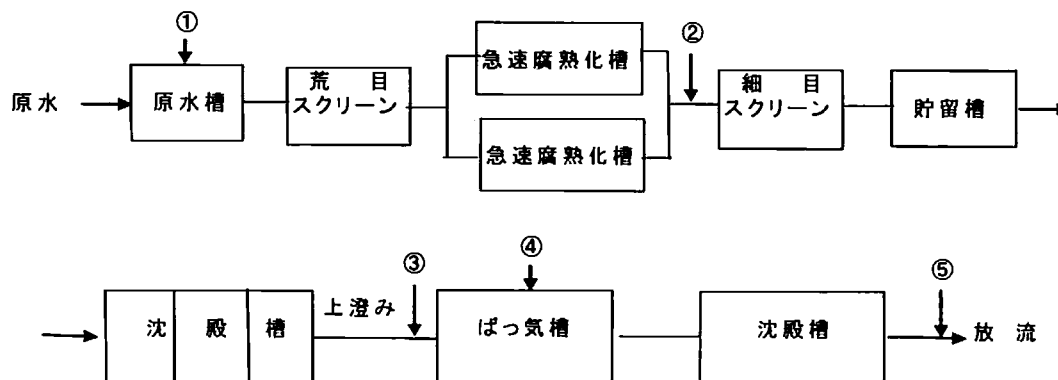 ①
原水
原水槽
荒目
スクリーン
急速腐熟化槽
急速腐熟化槽
②
細目
スクリーン
貯留槽
沈殿槽
上澄み
③
ばっ気槽
④
沈殿槽
⑤
放流